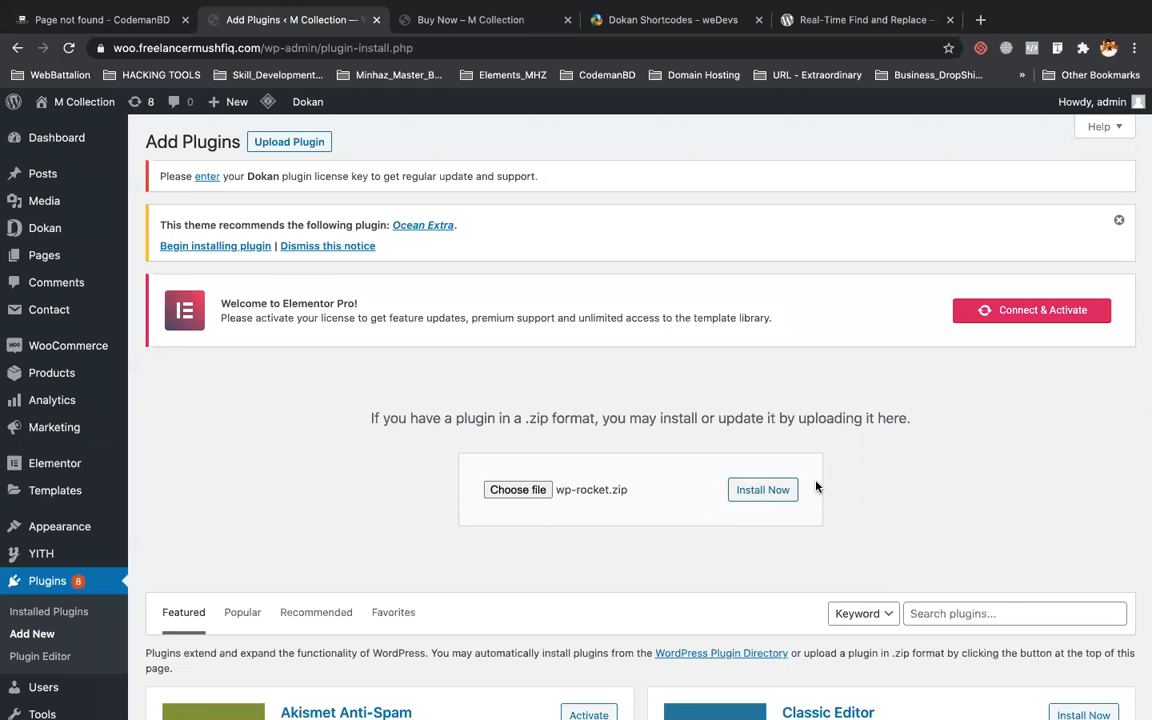 Page not found - CodemanBD
Add Plugins ‹ M Collection —
Buy Now – M Collection
Dokan Shortcodes - weDevs
Real-Time Find and Replace –
woo.freelancermushfiq.com/wp-admin/plugin-install.php
WebBattalion
HACKING TOOLS
Skill_Development...
Minhaz_Master_B...
Elements_MHZ
CodemanBD
Domain Hosting
URL - Extraordinary
Business_DropShi...
»
Other Bookmarks
M Collection
8
0
+ New
Dokan
Howdy, admin
Dashboard
Posts
Media
Dokan
Pages
Comments
Contact
WooCommerce
Products
Analytics
Marketing
Elementor
Templates
Appearance
YITH
Plugins 8
Installed Plugins
Add New
Plugin Editor
Users
Tools
Help
Add Plugins
Upload Plugin
Please enter your Dokan plugin license key to get regular update and support.
This theme recommends the following plugin: Ocean Extra.
Begin installing plugin | Dismiss this notice
Welcome to Elementor Pro!
Please activate your license to get feature updates, premium support and unlimited access to the template library.
Connect & Activate
If you have a plugin in a .zip format, you may install or update it by uploading it here.
Choose file wp-rocket.zip
Install Now
Featured
Popular
Recommended
Favorites
Keyword
Search plugins...
Plugins extend and expand the functionality of WordPress. You may automatically install plugins from the WordPress Plugin Directory or upload a plugin in .zip format by clicking the button at the top of this
page.
Akismet Anti-Spam
Activate
Classic Editor
Install Now